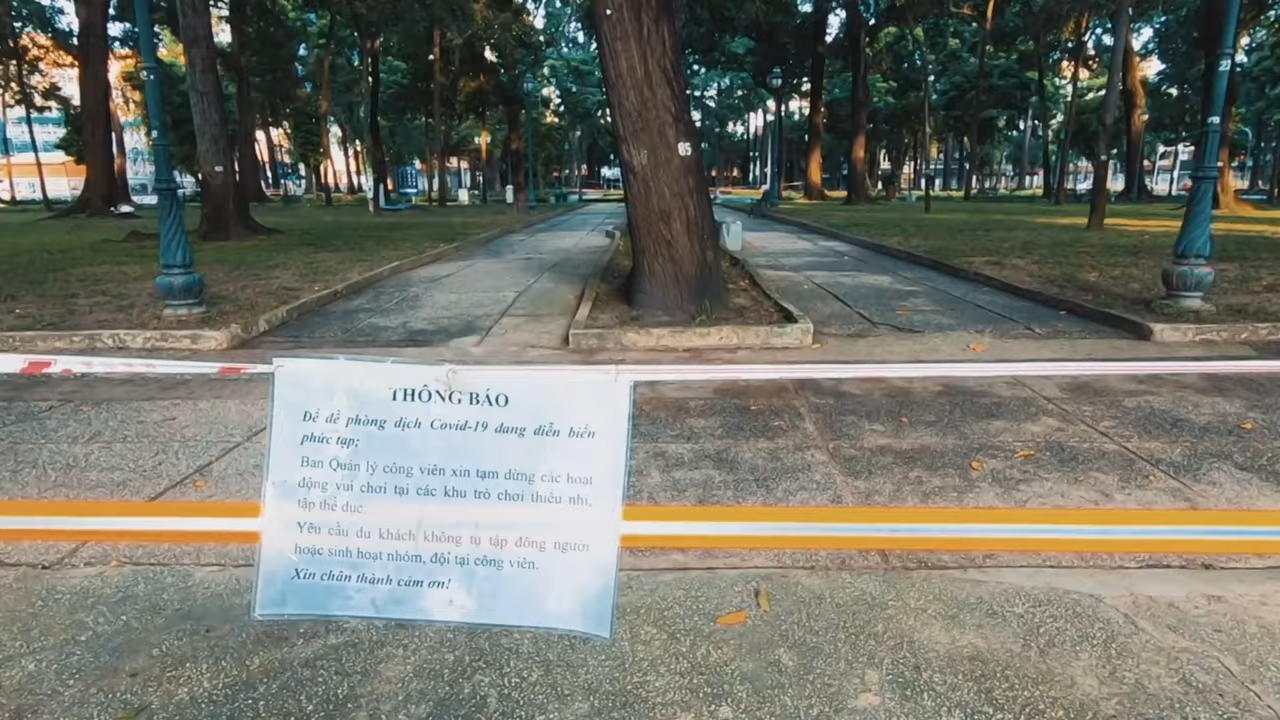 85
THÔNG BÁO
Để đề phòng dịch Covid-19 đang diễn biến
phức tạp;
Ban Quản lý công viên xin tạm dừng các hoạt
động vui chơi tại các khu trò chơi thiếu nhi,
tập thể dục.
Yêu cầu du khách không tụ tập đông người
hoặc sinh hoạt nhóm, đội tại công viên.
Xin chân thành cảm ơn!